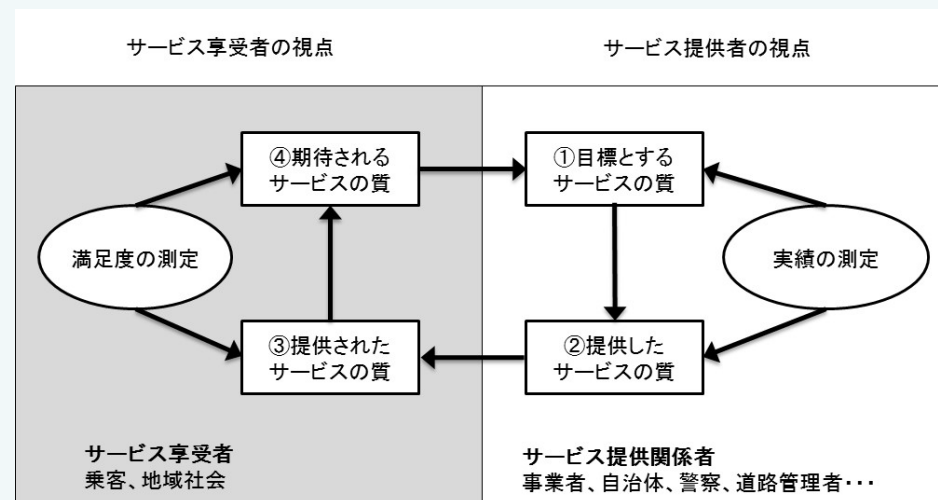 サービス享受者の視点
サービス提供者の視点
④期待される
サービスの質
①目標とする
サービスの質
満足度の測定
実績の測定
③提供された
サービスの質
②提供した
サービスの質
サービス享受者
乗客、地域社会
サービス提供関係者
事業者、自治体、警察、道路管理者・・・